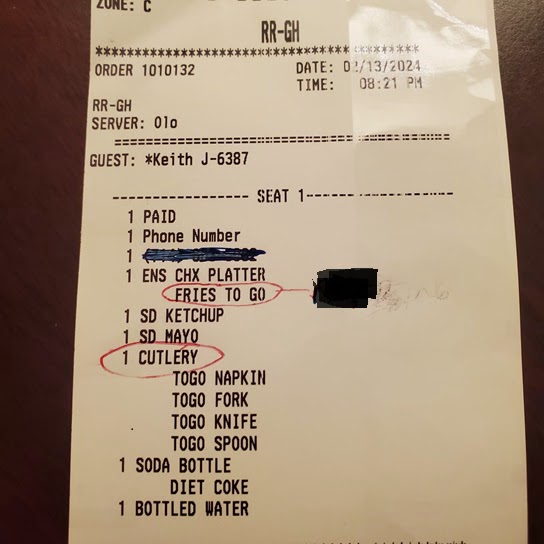 ZONE: C
RR-GH
****************************************
ORDER 1010132 DATE: 02/13/2024
TIME: 08:21 PM
RR-GH
SERVER: Olo
========================================
GUEST: *Keith J-6387
---------------- SEAT 1----------------
1 PAID
1 Phone Number
1
1 ENS CHX PLATTER
FRIES TO GO
1 SD KETCHUP
1 SD MAYO
1 CUTLERY
TOGO NAPKIN
TOGO FORK
TOGO KNIFE
TOGO SPOON
1 SODA BOTTLE
DIET COKE
1 BOTTLED WATER